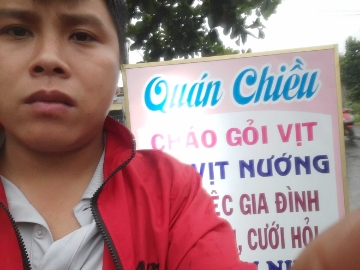 Quán Chiều
CHÁO GỎI VỊT
VỊT NƯỚNG
GIA ĐÌNH
CƯỚI HỎI